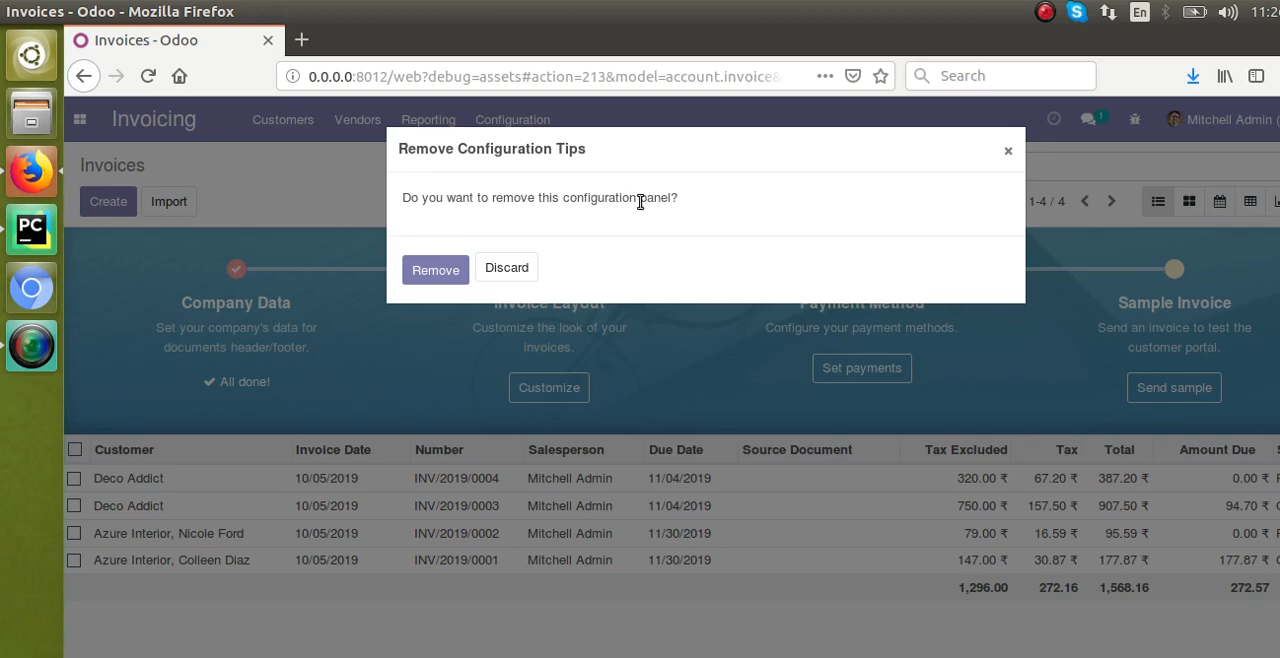 Invoices - Odoo - Mozilla Firefox
En
Invoices - Odoo
0.0.0.0:8012/web?debug=assets#action=213&model=account.invoice&
Search
Invoicing
Customers Vendors Reporting Configuration
1
Mitchell Admin (
Remove Configuration Tips
Do you want to remove this configuration panel?
Remove Discard
Invoices
Create Import
1-4 / 4
Company Data
Set your company's data for
documents header/footer.
All done!
Invoice Layout
Customize the look of your
invoices.
Customize
Payment Method
Configure your payment methods.
Set payments
Sample Invoice
Send an invoice to test the
customer portal.
Send sample
Customer Invoice Date Number Salesperson Due Date Source Document Tax Excluded Tax Total Amount Due
Deco Addict 10/05/2019 INV/2019/0004 Mitchell Admin 11/04/2019 320.00 ₹ 67.20 ₹ 387.20 ₹ 0.00 ₹
Deco Addict 10/05/2019 INV/2019/0003 Mitchell Admin 11/04/2019 750.00 ₹ 157.50 ₹ 907.50 ₹ 94.70 ₹
Azure Interior, Nicole Ford 10/05/2019 INV/2019/0002 Mitchell Admin 11/30/2019 79.00 ₹ 16.59 ₹ 95.59 ₹ 0.00 ₹
Azure Interior, Colleen Diaz 10/05/2019 INV/2019/0001 Mitchell Admin 11/30/2019 147.00 ₹ 30.87 ₹ 177.87 ₹ 177.87 ₹
1,296.00 272.16 1,568.16 272.57
PC